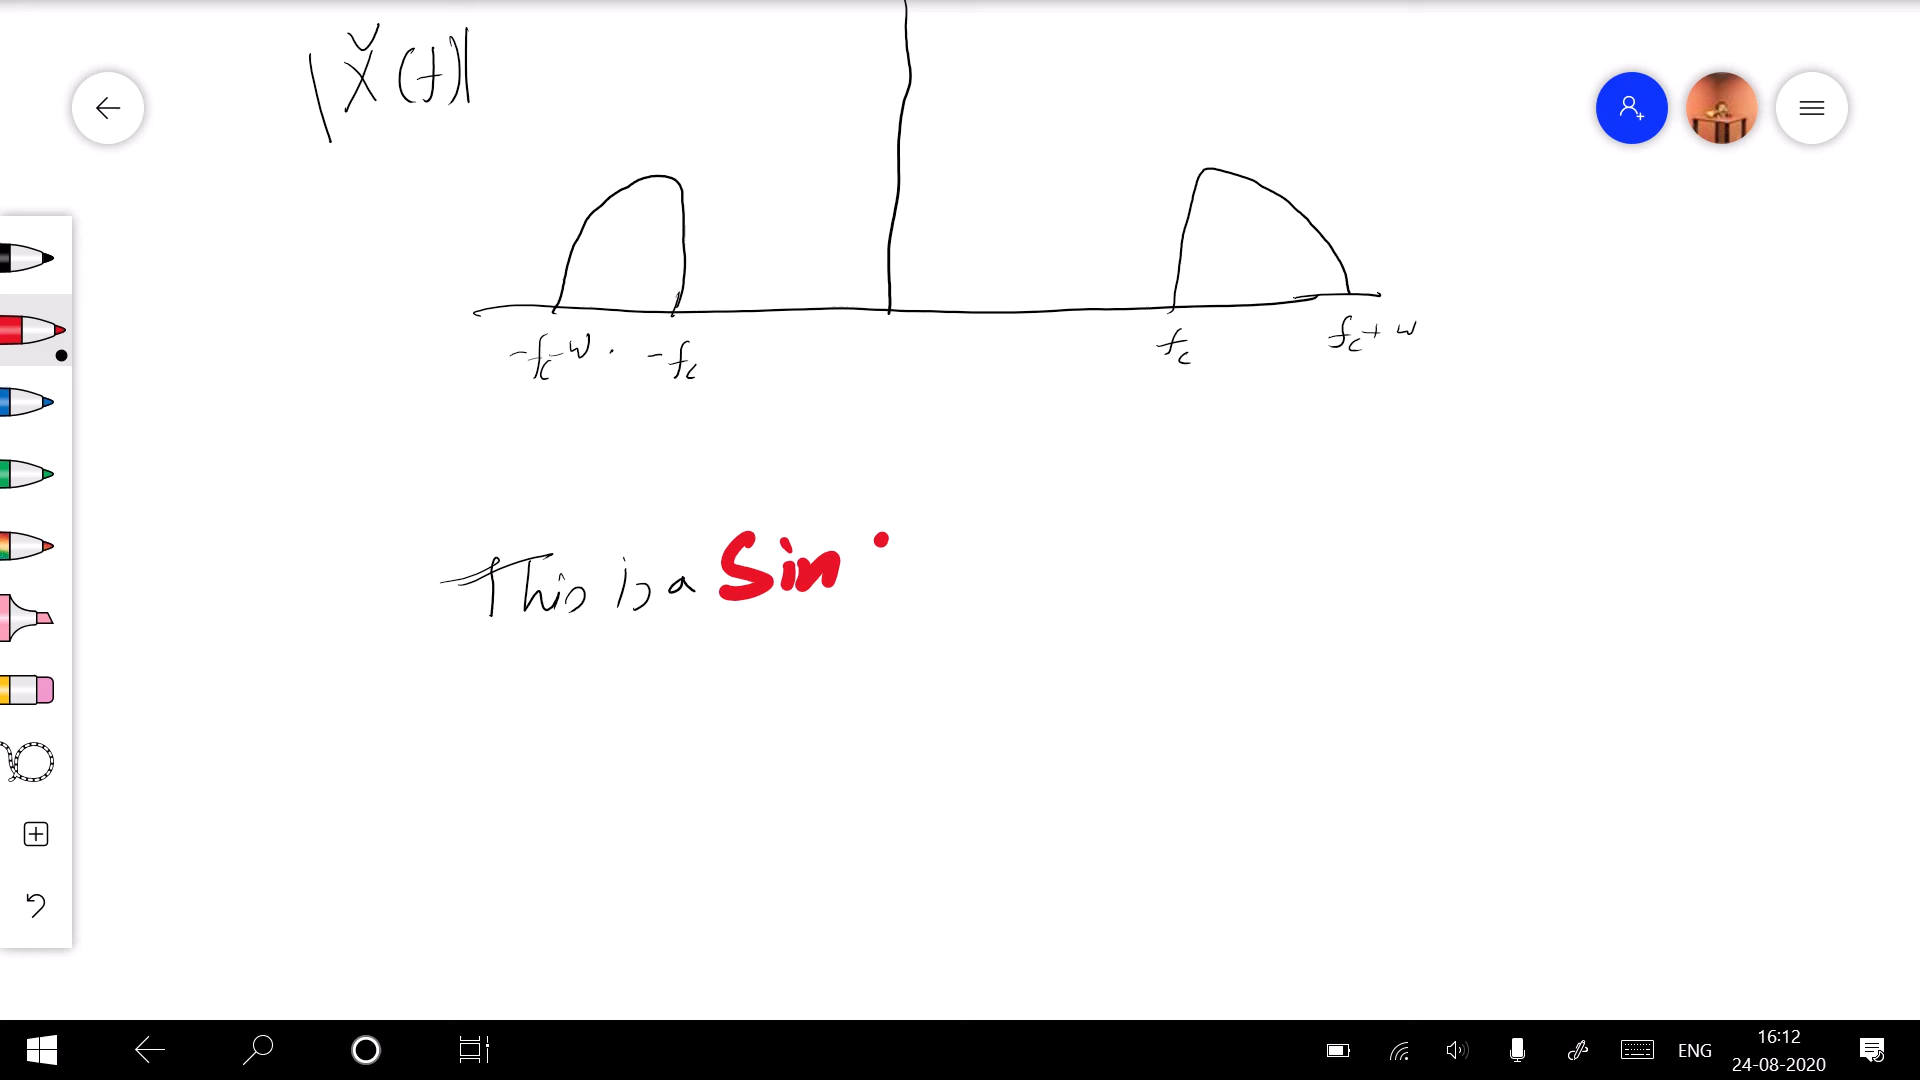 |X̌(f)|
-fc-w . -fc fc fc+w
This is a Sin
ENG
16:12
24-08-2020